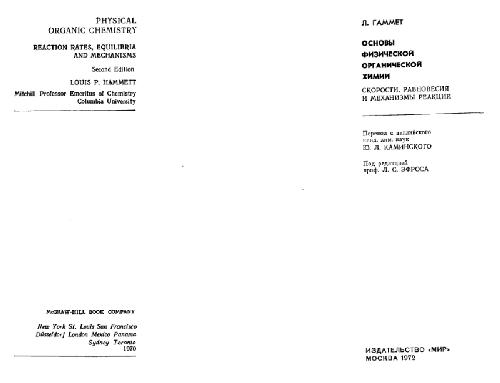 PHYSICAL
ORGANIC CHEMISTRY
REACTION RATES, EQUILIBRIA
AND MECHANISMS
Second Edition
LOUIS P. HAMMETT
Mitchill Professor Emeritus of Chemistry
Columbia University
McGRAW-HILL BOOK COMPANY
New York St. Louis San Francisco
Düsseldorf London Mexico Panama
Sydney Toronto
1970
Л. ГАММЕТ
ОСНОВЫ
ФИЗИЧЕСКОЙ
ОРГАНИЧЕСКОЙ
ХИМИИ
СКОРОСТИ, РАВНОВЕСИЯ
И МЕХАНИЗМЫ РЕАКЦИЙ
Перевод с английского
канд. хим. наук
Ю. Л. КАМИНСКОГО
Под редакцией
проф. Л. С. ЭФРОСА
ИЗДАТЕЛЬСТВО «МИР»
МОСКВА 1972